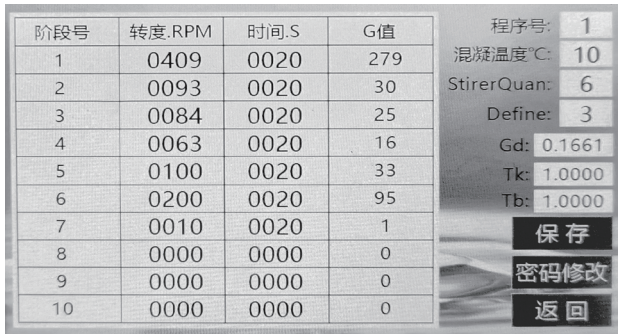 阶段号 转度.RPM 时间.S G值
1 0409 0020 279
2 0093 0020 30
3 0084 0020 25
4 0063 0020 16
5 0100 0020 33
6 0200 0020 95
7 0010 0020 1
8 0000 0000 0
9 0000 0000 0
10 0000 0000 0
程序号: 1
混凝温度℃: 10
StirerQuan: 6
Define: 3
Gd: 0.1661
Tk: 1.0000
Tb: 1.0000
保存
密码修改
返回